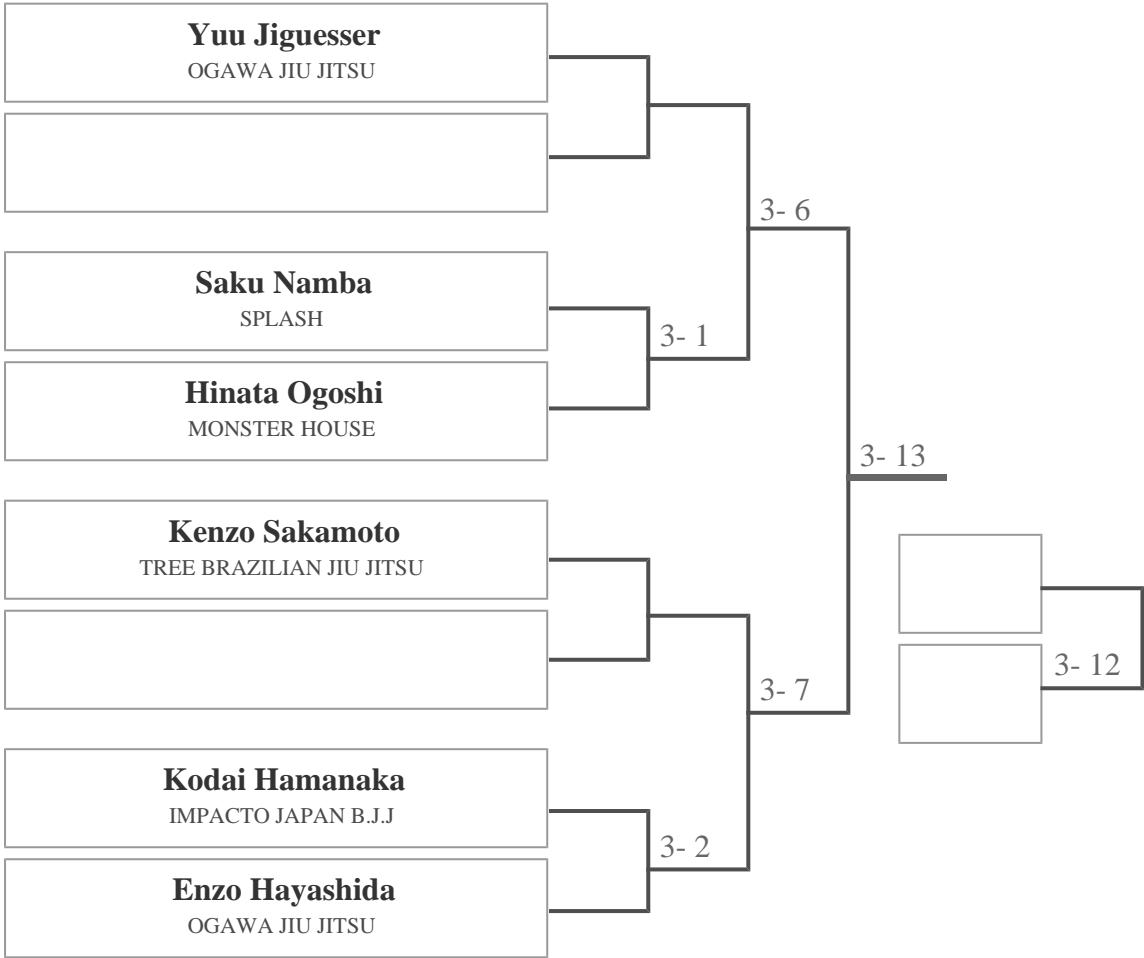 Yuu Jiguesser
OGAWA JIU JITSU
3- 6
Saku Namba
SPLASH
3- 1
Hinata Ogoshi
MONSTER HOUSE
3- 13
Kenzo Sakamoto
TREE BRAZILIAN JIU JITSU
3- 12
3- 7
Kodai Hamanaka
IMPACTO JAPAN B.J.J
3- 2
Enzo Hayashida
OGAWA JIU JITSU